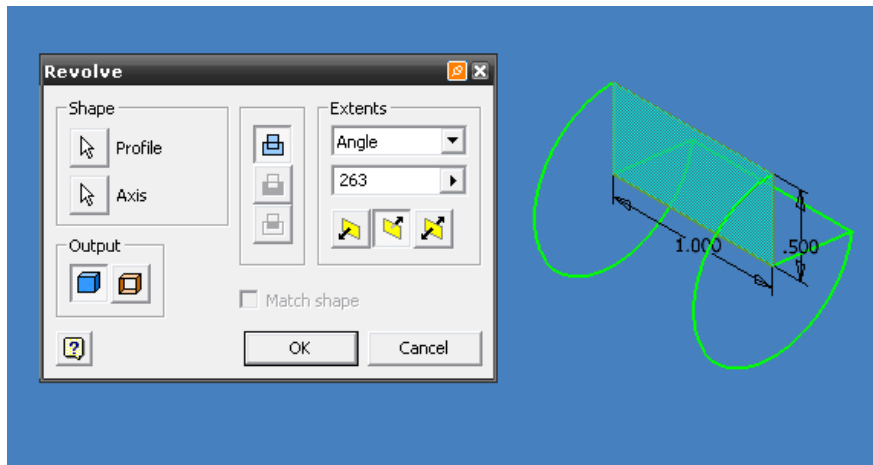 Revolve
Shape
Profile
Axis
Output
Extents
Angle
263
Match shape
OK
Cancel
1.000
.500